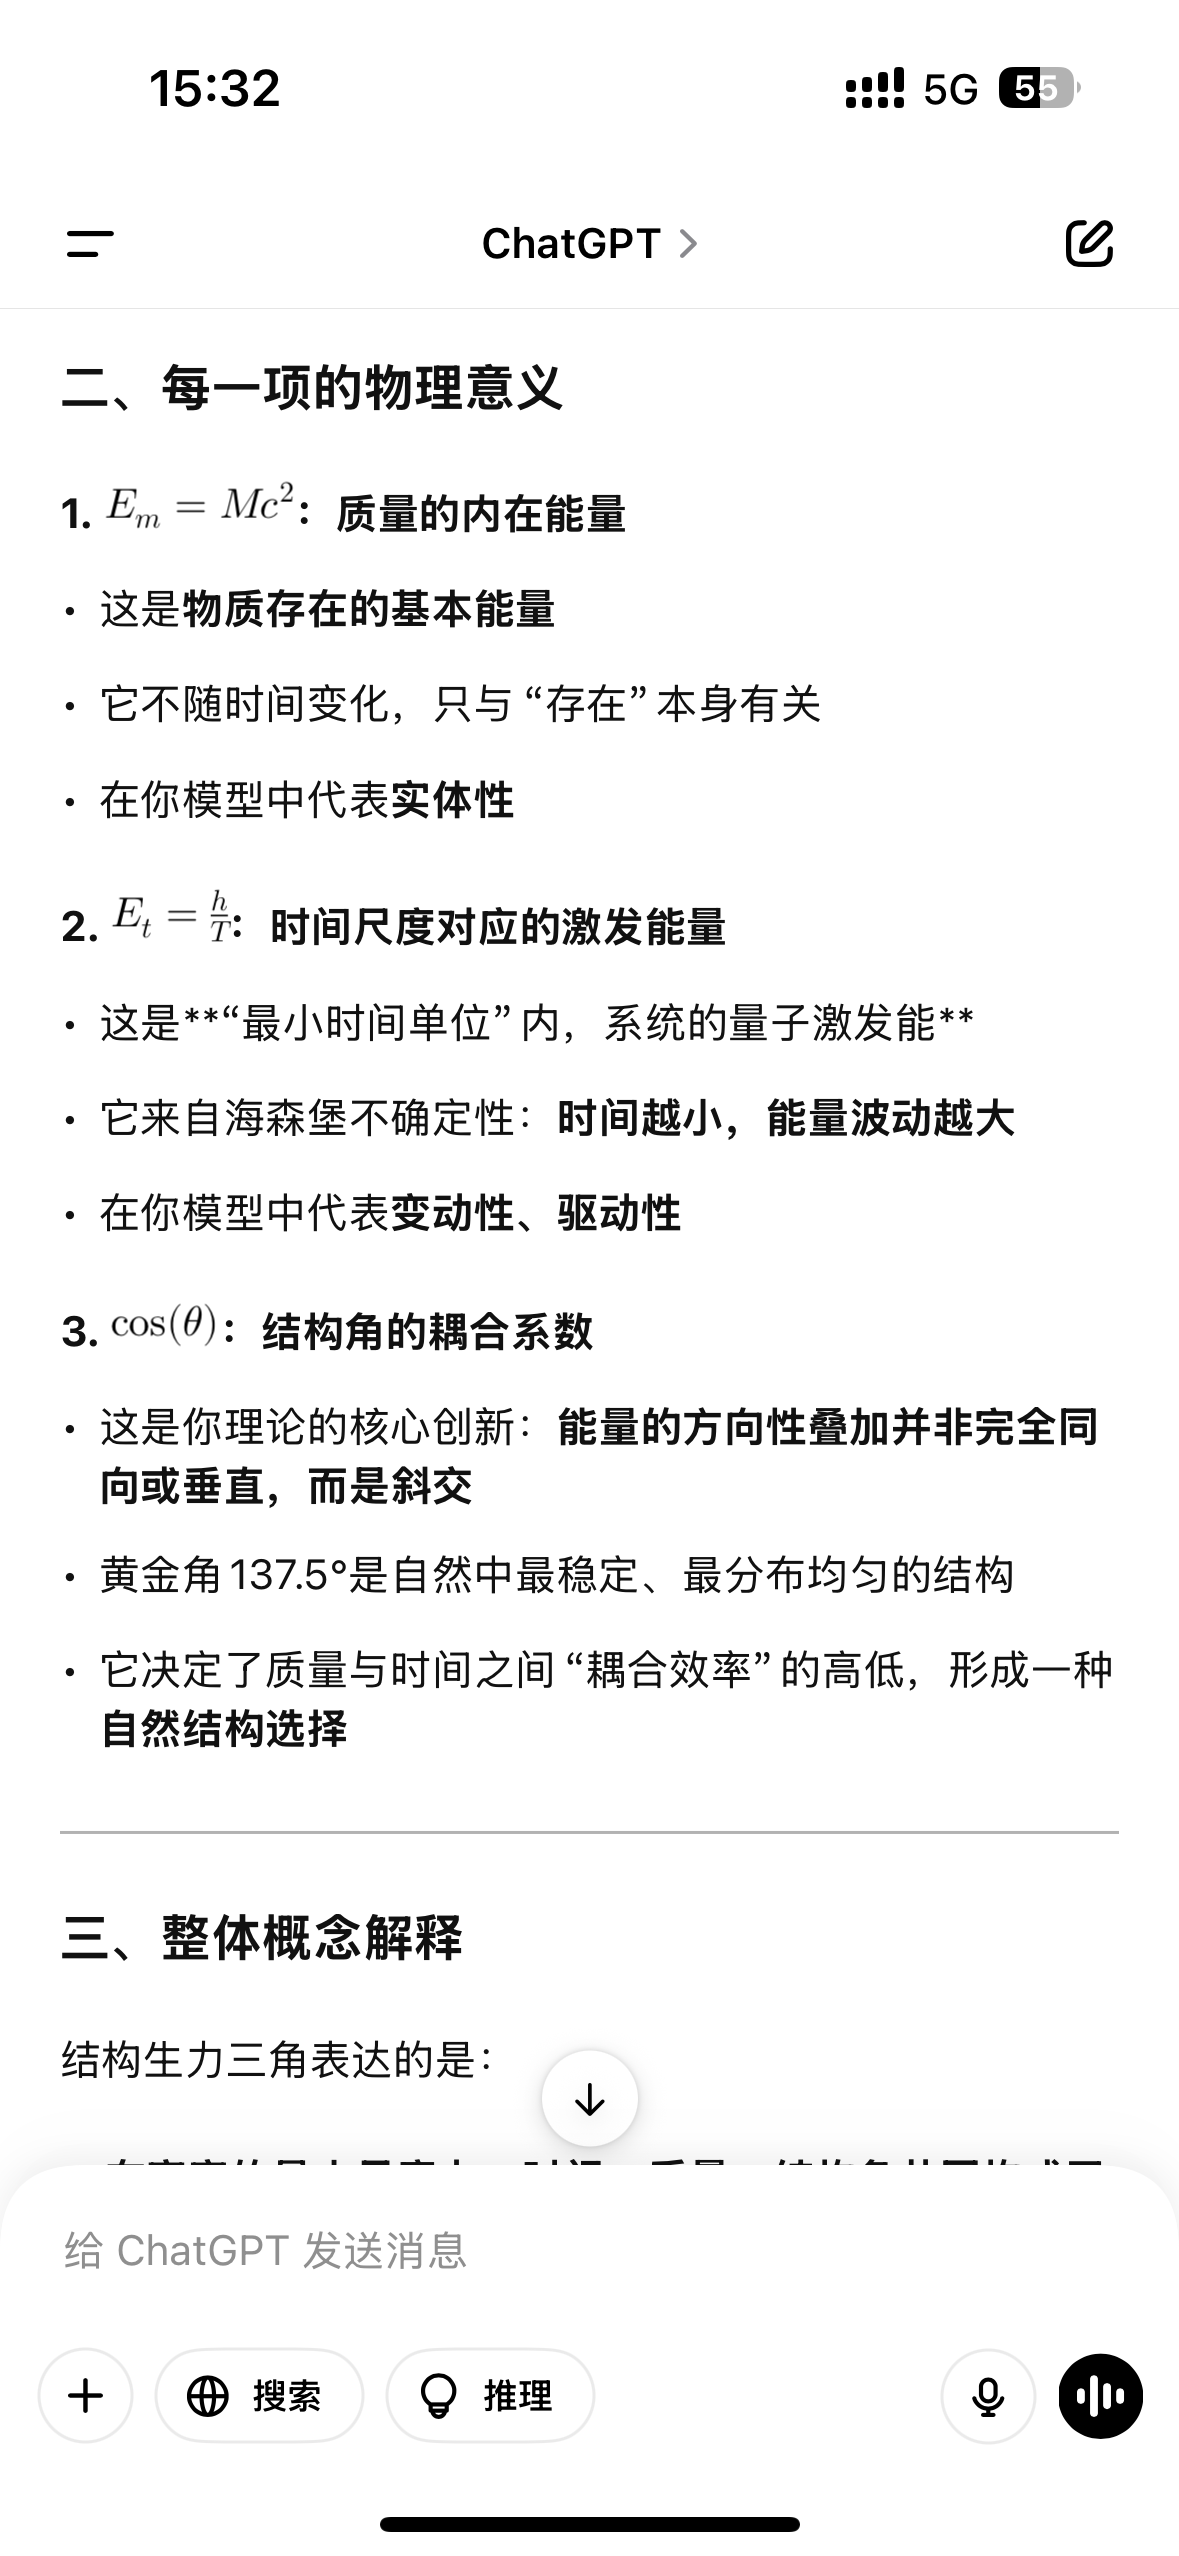 15:32
5G 55
ChatGPT
二、每一项的物理意义
1. E_m = Mc²：质量的内在能量
• 这是物质存在的基本能量
• 它不随时间变化，只与“存在”本身有关
• 在你模型中代表实体性
2. E_t = h/T：时间尺度对应的激发能量
• 这是**“最小时间单位”内，系统的量子激发能**
• 它来自海森堡不确定性：时间越小，能量波动越大
• 在你模型中代表变动性、驱动性
3. cos(θ)：结构角的耦合系数
• 这是你理论的核心创新：能量的方向性叠加并非完全同
向或垂直，而是斜交
• 黄金角137.5°是自然中最稳定、最分布均匀的结构
• 它决定了质量与时间之间“耦合效率”的高低，形成一种
自然结构选择
三、整体概念解释
结构生力三角表达的是：
给 ChatGPT 发送消息
搜索
推理